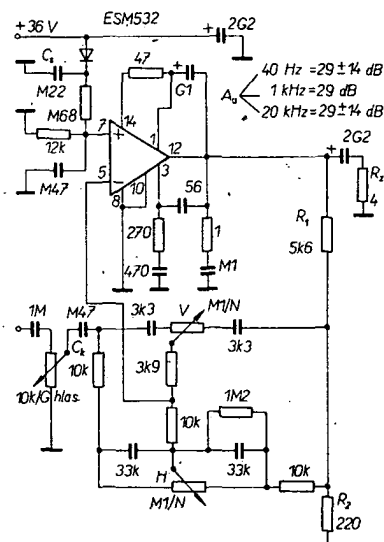 ESM532
+36 V
2G2
Cs
M22
47
G1
40 Hz = 29 ± 14 dB
Au
1 kHz = 29 dB
20 kHz = 29 ± 14 dB
M68
14
1
7
+
12
12k
2G2
M47
5
−
10
3
8
56
Rz
4
R1
5k6
270
1
470
M1
M1/N
1M
M47
3k3
V
Ck
3k3
10k/G hlas.
10k
3k9
10k
1M2
33k
33k
H
10k
M1/N
R2
220